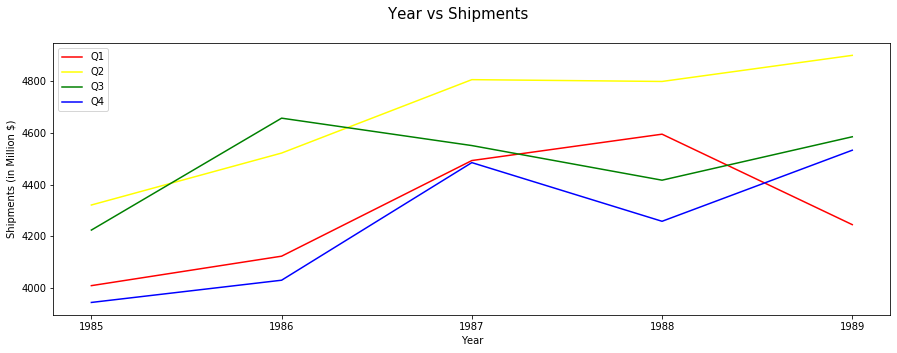 Year vs Shipments
Q1
Q2
Q3
Q4
Shipments (in Million $)
4800
4600
4400
4200
4000
1985 1986 1987 1988 1989
Year